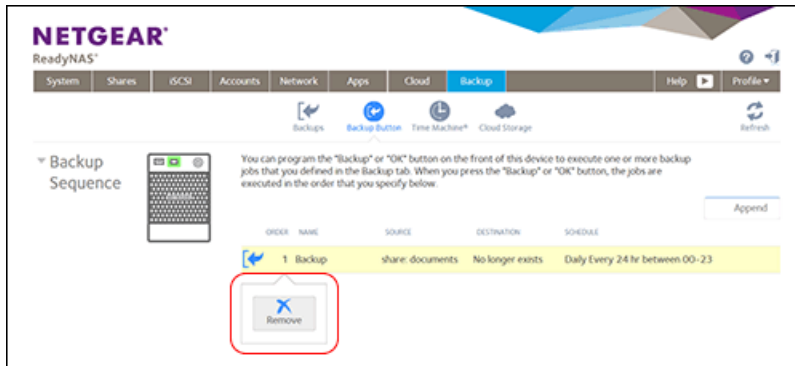 NETGEAR
ReadyNAS
System Shares iSCSI Accounts Network Apps Cloud Backup Help Profile
Backups Backup Button Time Machine® Cloud Storage Refresh
Backup Sequence
You can program the "Backup" or "OK" button on the front of this device to execute one or more backup
jobs that you defined in the Backup tab. When you press the "Backup" or "OK" button, the jobs are
executed in the order that you specify below.
Append
ORDER NAME SOURCE DESTINATION SCHEDULE
1 Backup share: documents No longer exists Daily Every 24 hr between 00-23
Remove